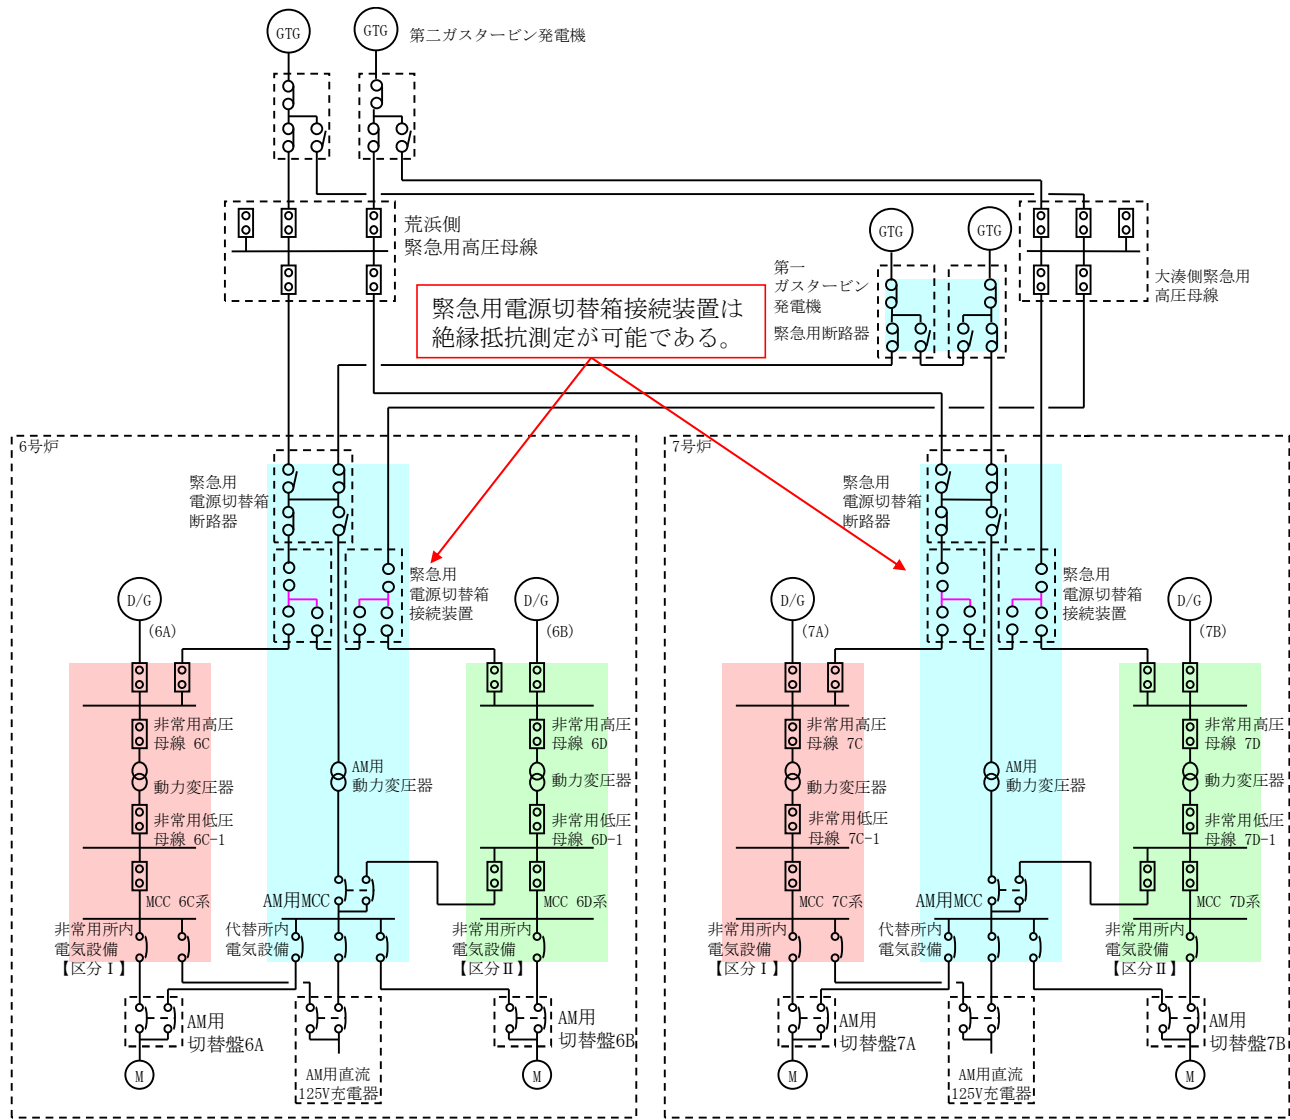 GTG
GTG
第二ガスタービン発電機
荒浜側
緊急用高圧母線
GTG
GTG
第一
ガスタービン
発電機
緊急用断路器
大湊側緊急用
高圧母線
緊急用電源切替箱接続装置は
絶縁抵抗測定が可能である。
6号炉
緊急用
電源切替箱
断路器
緊急用
電源切替箱
接続装置
D/G
(6A)
D/G
(6B)
非常用高圧
母線 6C
動力変圧器
非常用低圧
母線 6C-1
MCC 6C系
非常用所内
電気設備
【区分Ⅰ】
AM用
動力変圧器
AM用MCC
代替所内
電気設備
非常用高圧
母線 6D
動力変圧器
非常用低圧
母線 6D-1
MCC 6D系
非常用所内
電気設備
【区分Ⅱ】
AM用
切替盤6A
M
AM用直流
125V充電器
AM用
切替盤6B
M
7号炉
緊急用
電源切替箱
断路器
緊急用
電源切替箱
接続装置
D/G
(7A)
D/G
(7B)
非常用高圧
母線 7C
動力変圧器
非常用低圧
母線 7C-1
MCC 7C系
非常用所内
電気設備
【区分Ⅰ】
AM用
動力変圧器
AM用MCC
代替所内
電気設備
非常用高圧
母線 7D
動力変圧器
非常用低圧
母線 7D-1
MCC 7D系
非常用所内
電気設備
【区分Ⅱ】
AM用
切替盤7A
M
AM用直流
125V充電器
AM用
切替盤7B
M